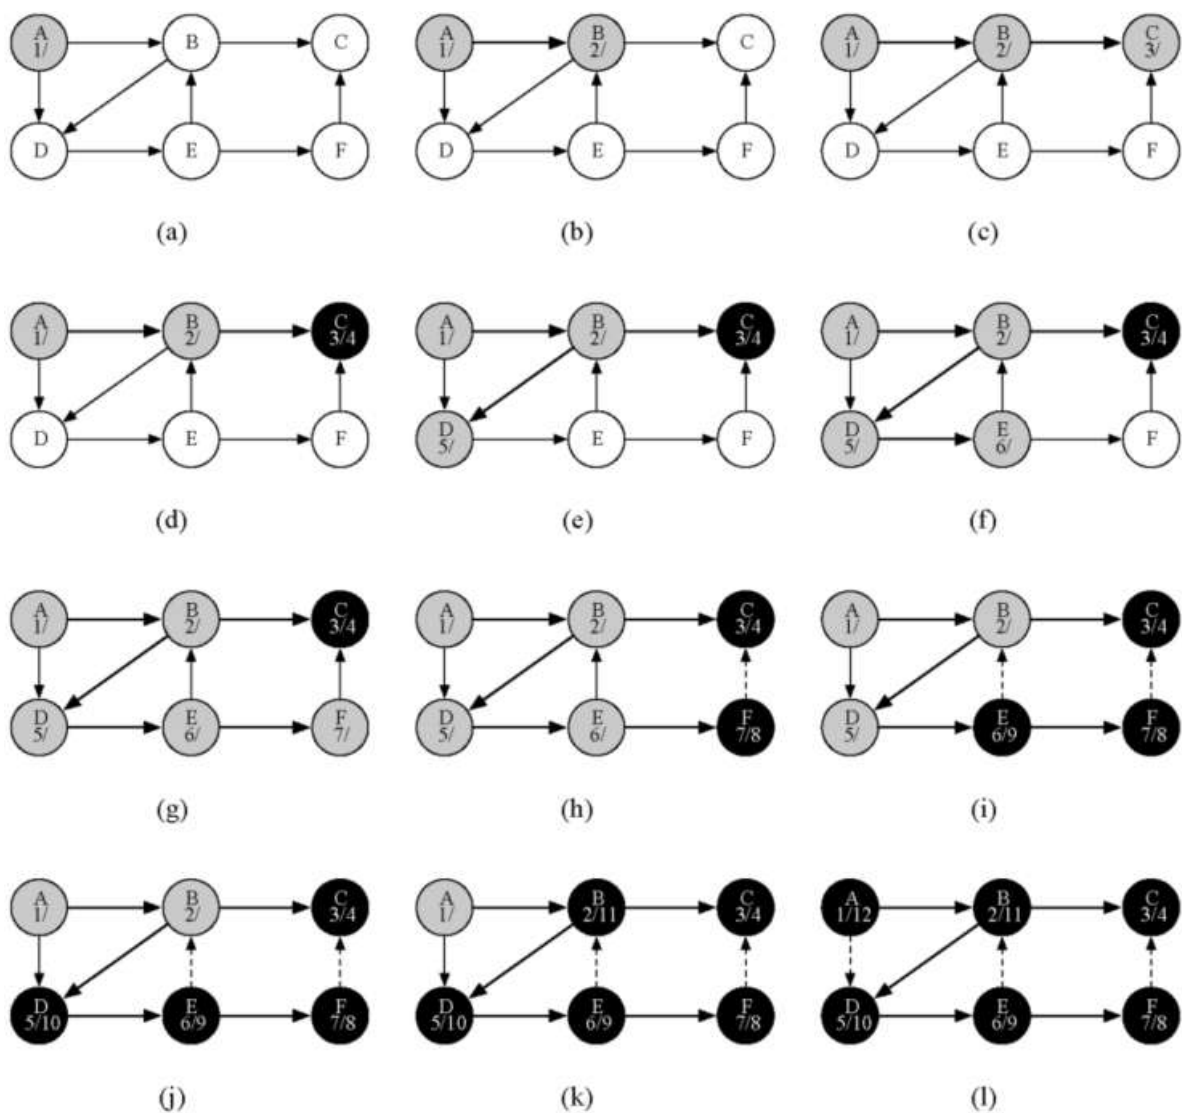 A B C
1/
D E F
(a)
A B C
1/ 2/
D E F
(b)
A B C
1/ 2/ 3/
D E F
(c)
A B C
1/ 2/ 3/4
D E F
(d)
A B C
1/ 2/ 3/4
D E F
5/
(e)
A B C
1/ 2/ 3/4
D E F
5/ 6/
(f)
A B C
1/ 2/ 3/4
D E F
5/ 6/ 7/
(g)
A B C
1/ 2/ 3/4
D E F
5/ 6/ 7/8
(h)
A B C
1/ 2/ 3/4
D E F
5/ 6/9 7/8
(i)
A B C
1/ 2/ 3/4
D E F
5/10 6/9 7/8
(j)
A B C
1/ 2/11 3/4
D E F
5/10 6/9 7/8
(k)
A B C
1/12 2/11 3/4
D E F
5/10 6/9 7/8
(l)